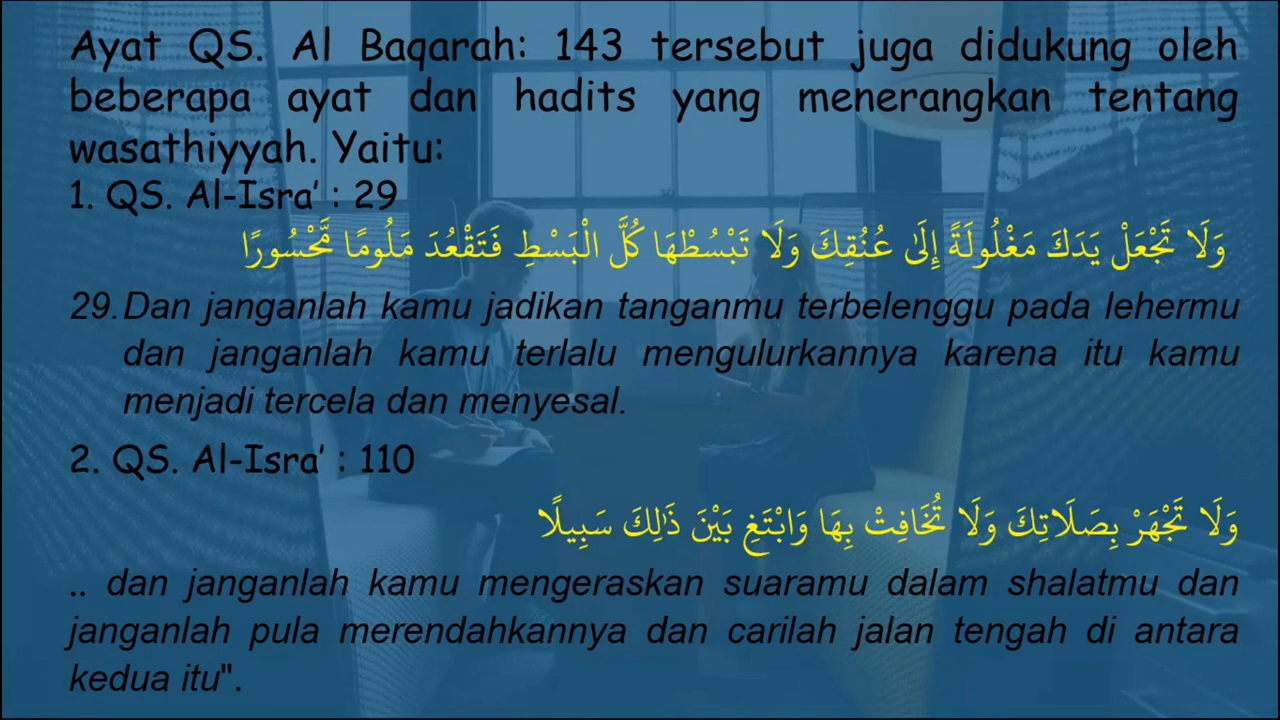 Ayat QS. Al Baqarah: 143 tersebut juga didukung oleh
beberapa ayat dan hadits yang menerangkan tentang
wasathiyyah. Yaitu:
1. QS. Al-Isra’ : 29
وَلَا تَجْعَلْ يَدَكَ مَغْلُولَةً إِلَىٰ عُنُقِكَ وَلَا تَبْسُطْهَا كُلَّ الْبَسْطِ فَتَقْعُدَ مَلُومًا مَّحْسُورًا
29. Dan janganlah kamu jadikan tanganmu terbelenggu pada lehermu
dan janganlah kamu terlalu mengulurkannya karena itu kamu
menjadi tercela dan menyesal.
2. QS. Al-Isra’ : 110
وَلَا تَجْهَرْ بِصَلَاتِكَ وَلَا تُخَافِتْ بِهَا وَابْتَغِ بَيْنَ ذَٰلِكَ سَبِيلًا
.. dan janganlah kamu mengeraskan suaramu dalam shalatmu dan
janganlah pula merendahkannya dan carilah jalan tengah di antara
kedua itu".